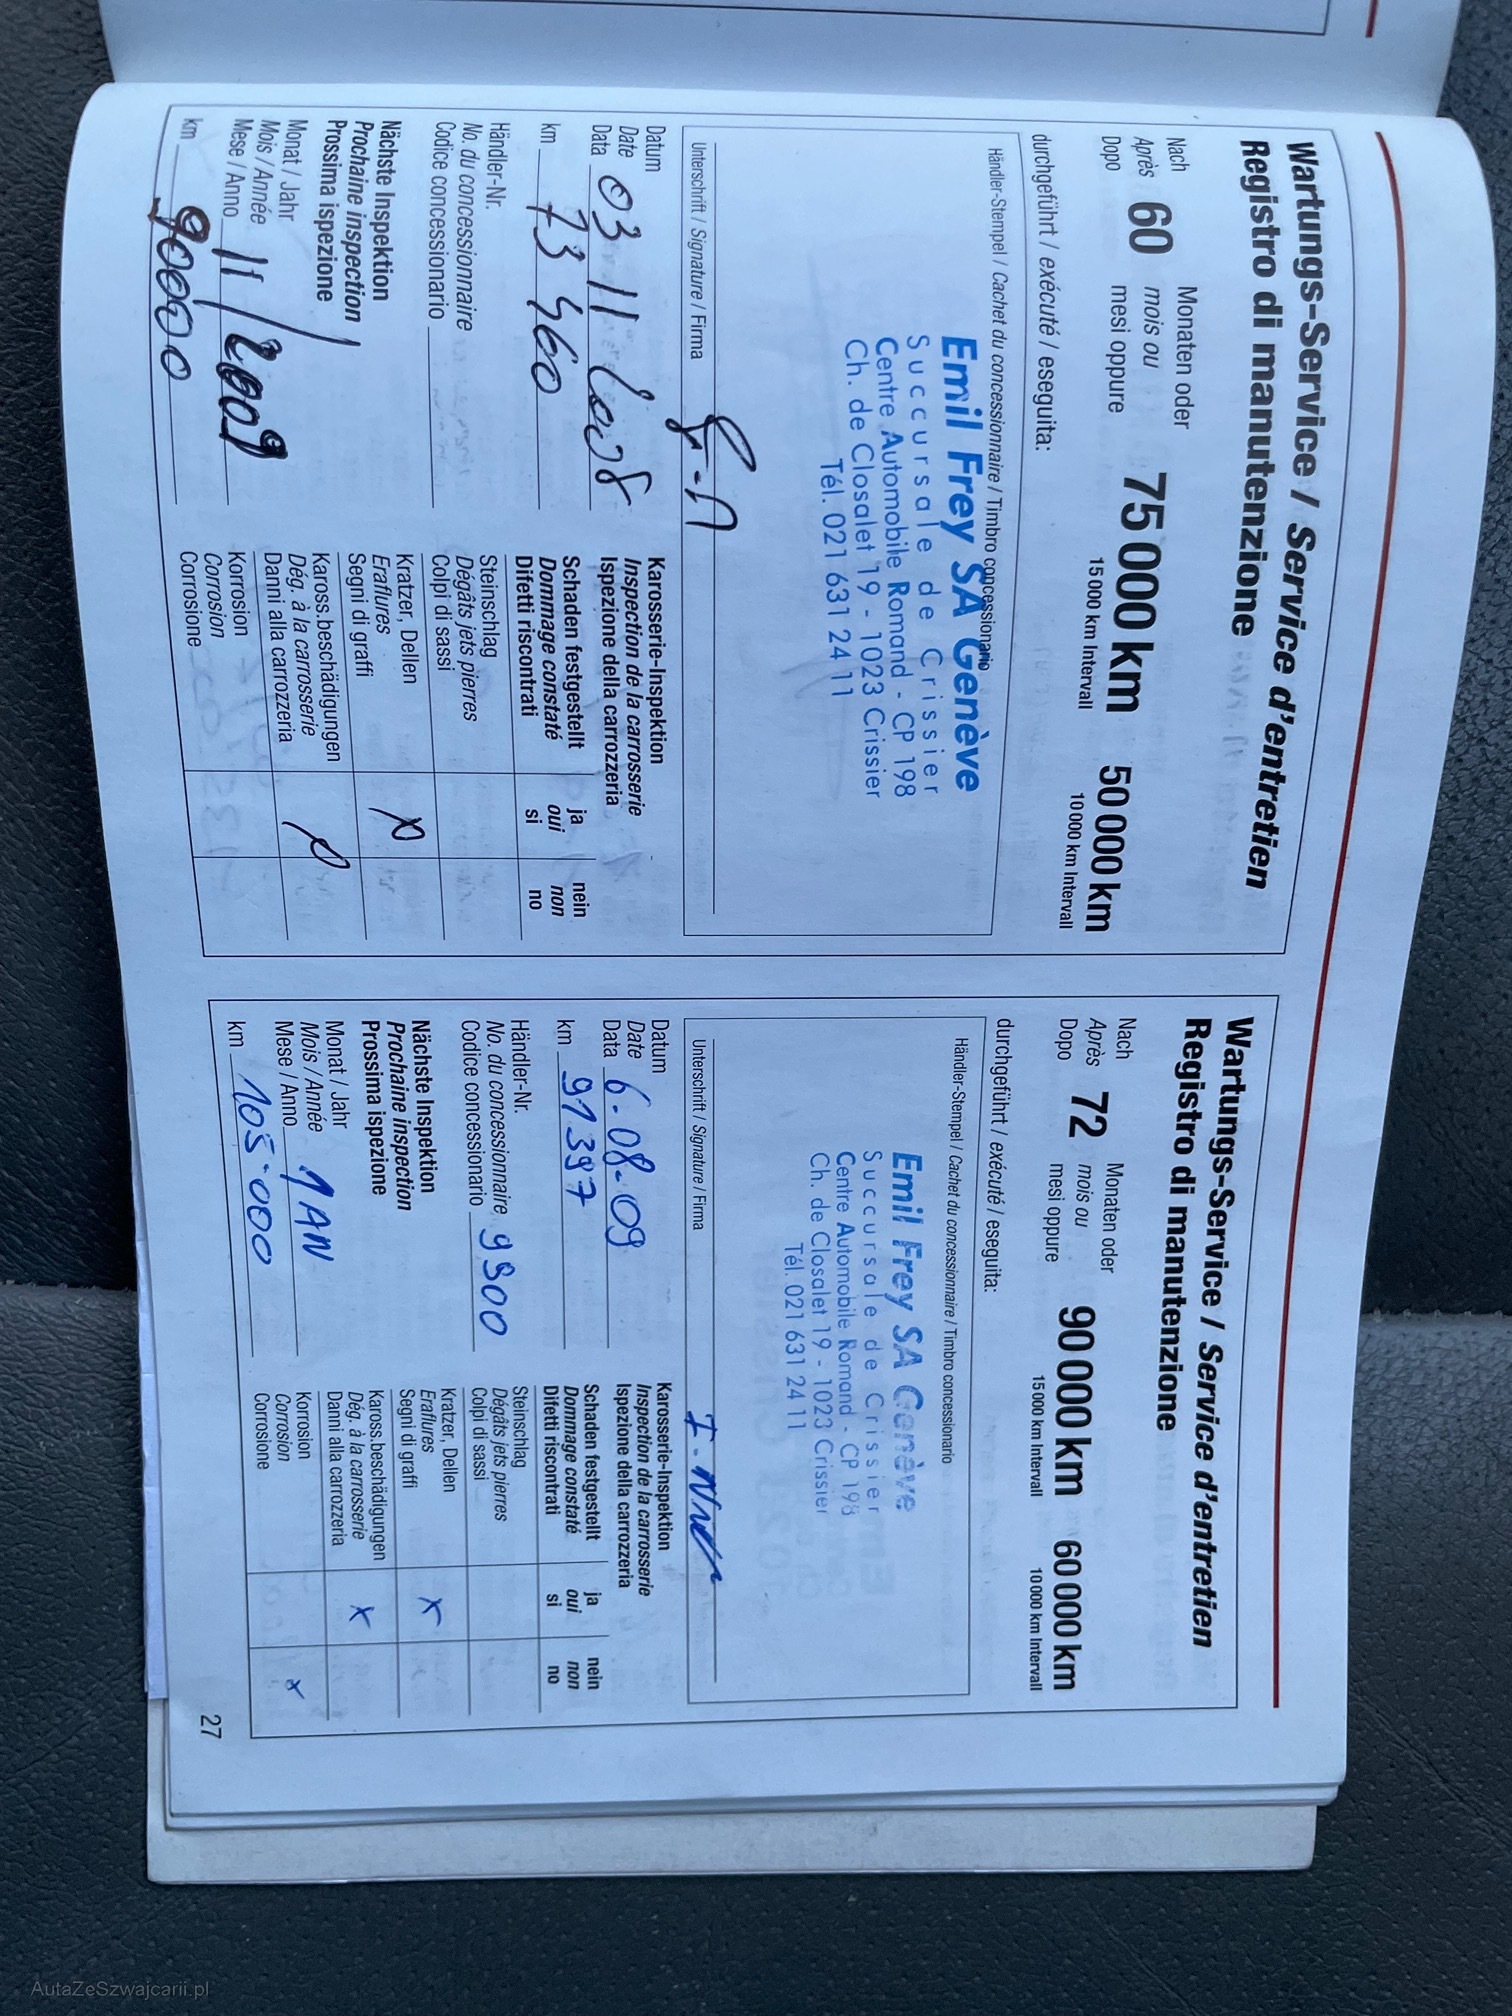 Wartungs-Service / Service d'entretien
Registro di manutenzione
Nach
Après
Dopo
60
Monaten oder
mois ou
mesi oppure
75 000 km
15 000 km Intervall
50 000 km
10 000 km Intervall
durchgeführt / exécuté / eseguita:
Händler-Stempel / Cachet du concessionnaire / Timbro concessionario
Emil Frey SA Genève
Succursale de Crissier
Centre Automobile Romand - CP 198
Ch. de Closalet 19 - 1023 Crissier
Tél. 021 631 24 11
Unterschrift / Signature / Firma
Datum
Date
Data 03 11 2008
km 73 460
Händler-Nr.
No. du concessionnaire
Codice concessionario
Nächste Inspektion
Prochaine inspection
Prossima ispezione
Monat / Jahr
Mois / Année
Mese / Anno 11/2009
km 90000
Karosserie-Inspektion
Inspection de la carrosserie
Ispezione della carrozzeria
Schaden festgestellt ja nein
Dommage constaté oui non
Difetti riscontrati si no
Steinschlag
Dégâts jets pierres
Colpi di sassi
Kratzer, Dellen
Eraflures
Segni di graffi
Kaross.beschädigungen
Dég. à la carrosserie
Danni alla carrozzeria
Korrosion
Corrosion
Corrosione
Wartungs-Service / Service d'entretien
Registro di manutenzione
Nach
Après
Dopo
72
Monaten oder
mois ou
mesi oppure
90 000 km
15 000 km Intervall
60 000 km
10 000 km Intervall
durchgeführt / exécuté / eseguita:
Händler-Stempel / Cachet du concessionnaire / Timbro concessionario
Emil Frey SA Genève
Succursale de Crissier
Centre Automobile Romand - CP 198
Ch. de Closalet 19 - 1023 Crissier
Tél. 021 631 24 11
Unterschrift / Signature / Firma
Datum
Date
Data 6-08-09
km 91397
Händler-Nr.
No. du concessionnaire
Codice concessionario 9900
Nächste Inspektion
Prochaine inspection
Prossima ispezione
Monat / Jahr
Mois / Année
Mese / Anno 1 AN
km 105.000
Karosserie-Inspektion
Inspection de la carrosserie
Ispezione della carrozzeria
Schaden festgestellt ja nein
Dommage constaté oui non
Difetti riscontrati si no
Steinschlag
Dégâts jets pierres
Colpi di sassi
Kratzer, Dellen
Eraflures x
Segni di graffi
Kaross.beschädigungen
Dég. à la carrosserie x
Danni alla carrozzeria
Korrosion
Corrosion x
Corrosione
27
AutaZeSzwajcarii.pl